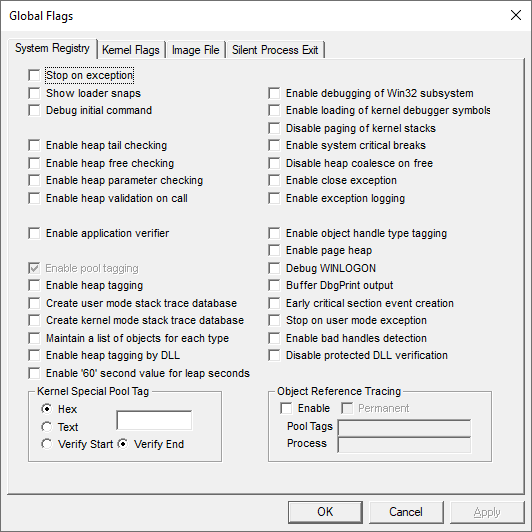 Global Flags
System Registry
Kernel Flags
Image File
Silent Process Exit
Stop on exception
Show loader snaps
Debug initial command
Enable heap tail checking
Enable heap free checking
Enable heap parameter checking
Enable heap validation on call
Enable application verifier
Enable pool tagging
Enable heap tagging
Create user mode stack trace database
Create kernel mode stack trace database
Maintain a list of objects for each type
Enable heap tagging by DLL
Enable '60' second value for leap seconds
Enable debugging of Win32 subsystem
Enable loading of kernel debugger symbols
Disable paging of kernel stacks
Enable system critical breaks
Disable heap coalesce on free
Enable close exception
Enable exception logging
Enable object handle type tagging
Enable page heap
Debug WINLOGON
Buffer DbgPrint output
Early critical section event creation
Stop on user mode exception
Enable bad handles detection
Disable protected DLL verification
Kernel Special Pool Tag
Hex
Text
Verify Start
Verify End
Object Reference Tracing
Enable
Permanent
Pool Tags
Process
OK
Cancel
Apply